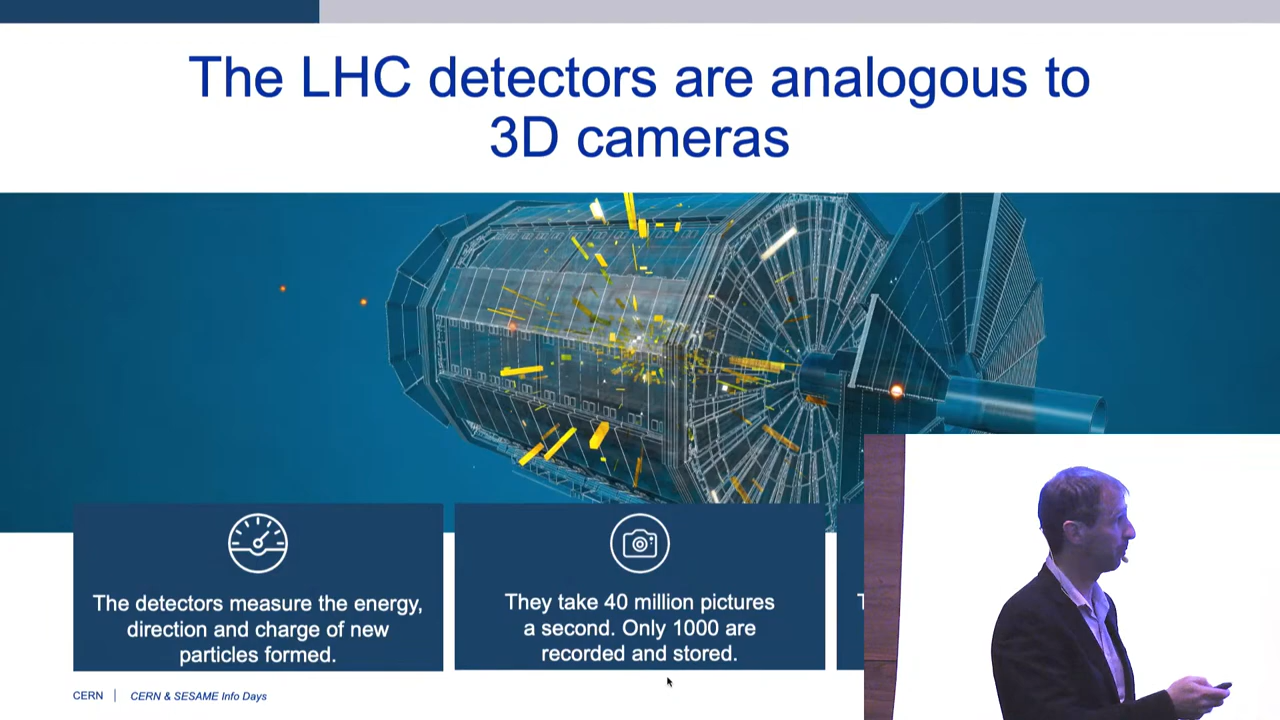 The LHC detectors are analogous to
3D cameras
The detectors measure the energy,
direction and charge of new
particles formed.
They take 40 million pictures
a second. Only 1000 are
recorded and stored.
CERN | CERN & SESAME Info Days